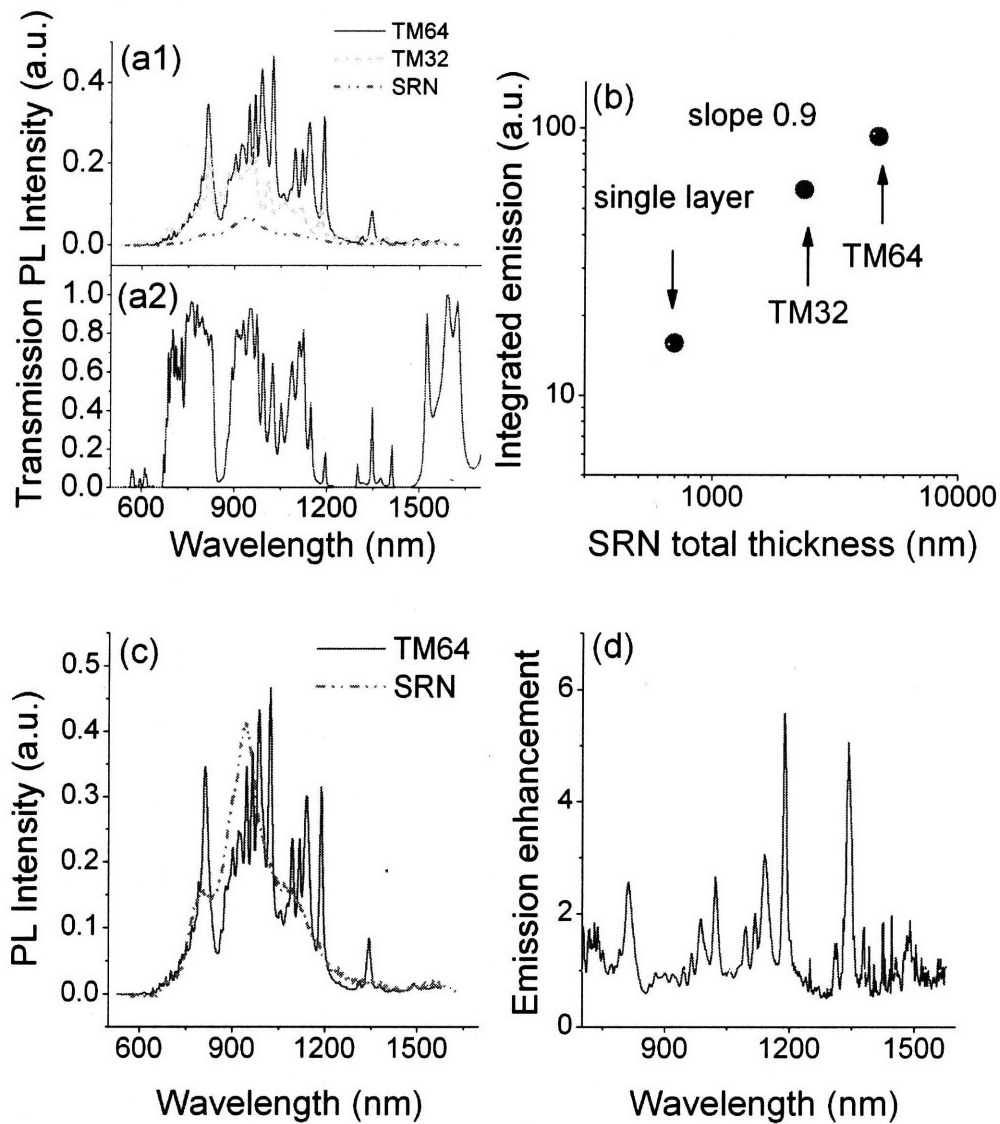 TM64
TM32
SRN
(a1)
Transmission PL Intensity (a.u.)
0.4
0.2
0.0
(a2)
1.0
0.8
0.6
0.4
0.2
0.0
600 900 1200 1500
Wavelength (nm)
(b)
Integrated emission (a.u.)
100
10
slope 0.9
single layer
TM64
TM32
1000 10000
SRN total thickness (nm)
(c)
TM64
SRN
PL Intensity (a.u.)
0.5
0.4
0.3
0.2
0.1
0.0
600 900 1200 1500
Wavelength (nm)
(d)
Emission enhancement
6
4
2
0
900 1200 1500
Wavelength (nm)